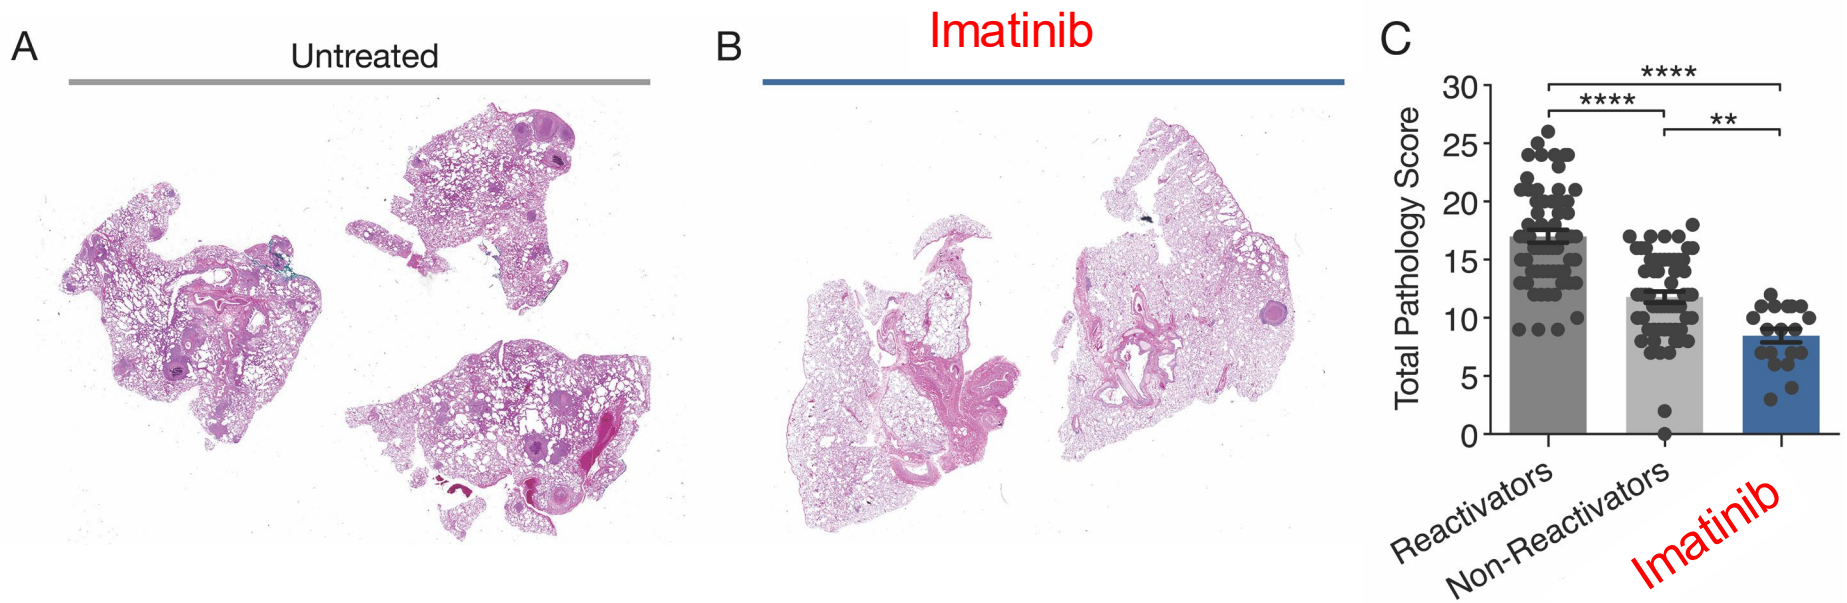 A
Untreated
B
Imatinib
C
****
****
**
Total Pathology Score
30
25
20
15
10
5
0
Reactivators
Non-Reactivators
Imatinib